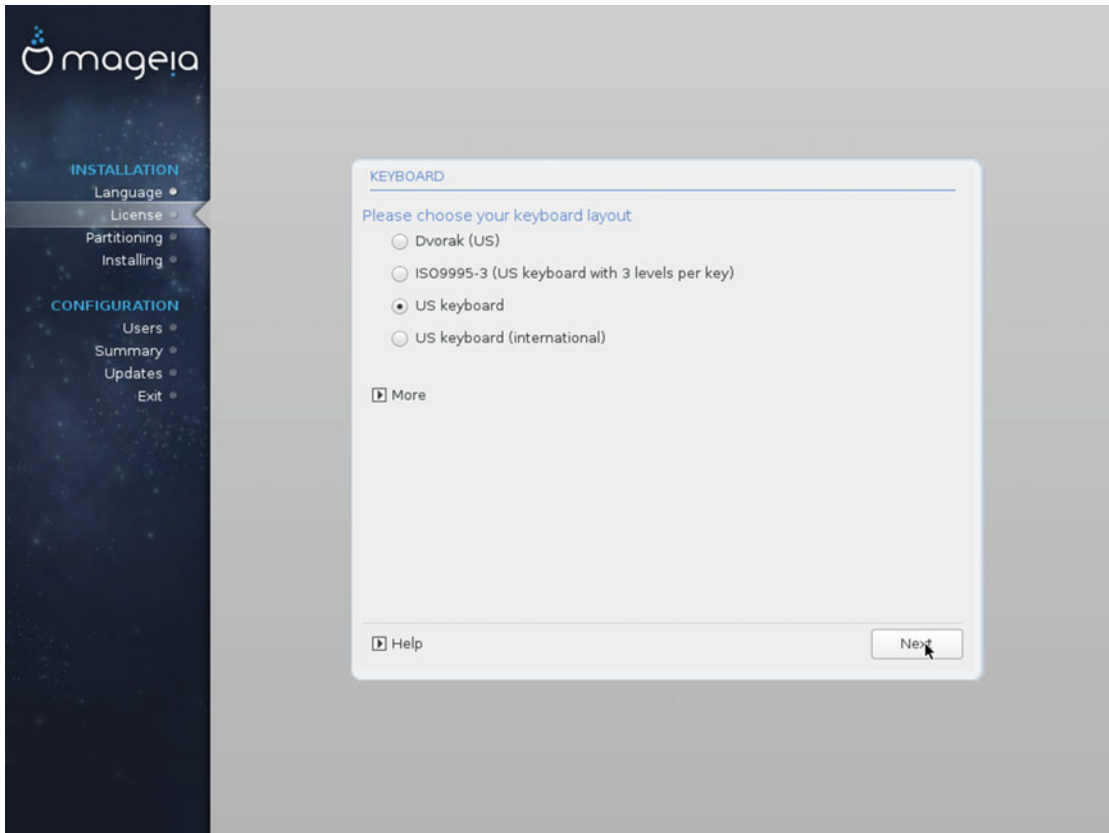 mageia
INSTALLATION
Language
License
Partitioning
Installing
CONFIGURATION
Users
Summary
Updates
Exit
KEYBOARD
Please choose your keyboard layout
Dvorak (US)
ISO9995-3 (US keyboard with 3 levels per key)
US keyboard
US keyboard (international)
More
Help
Next